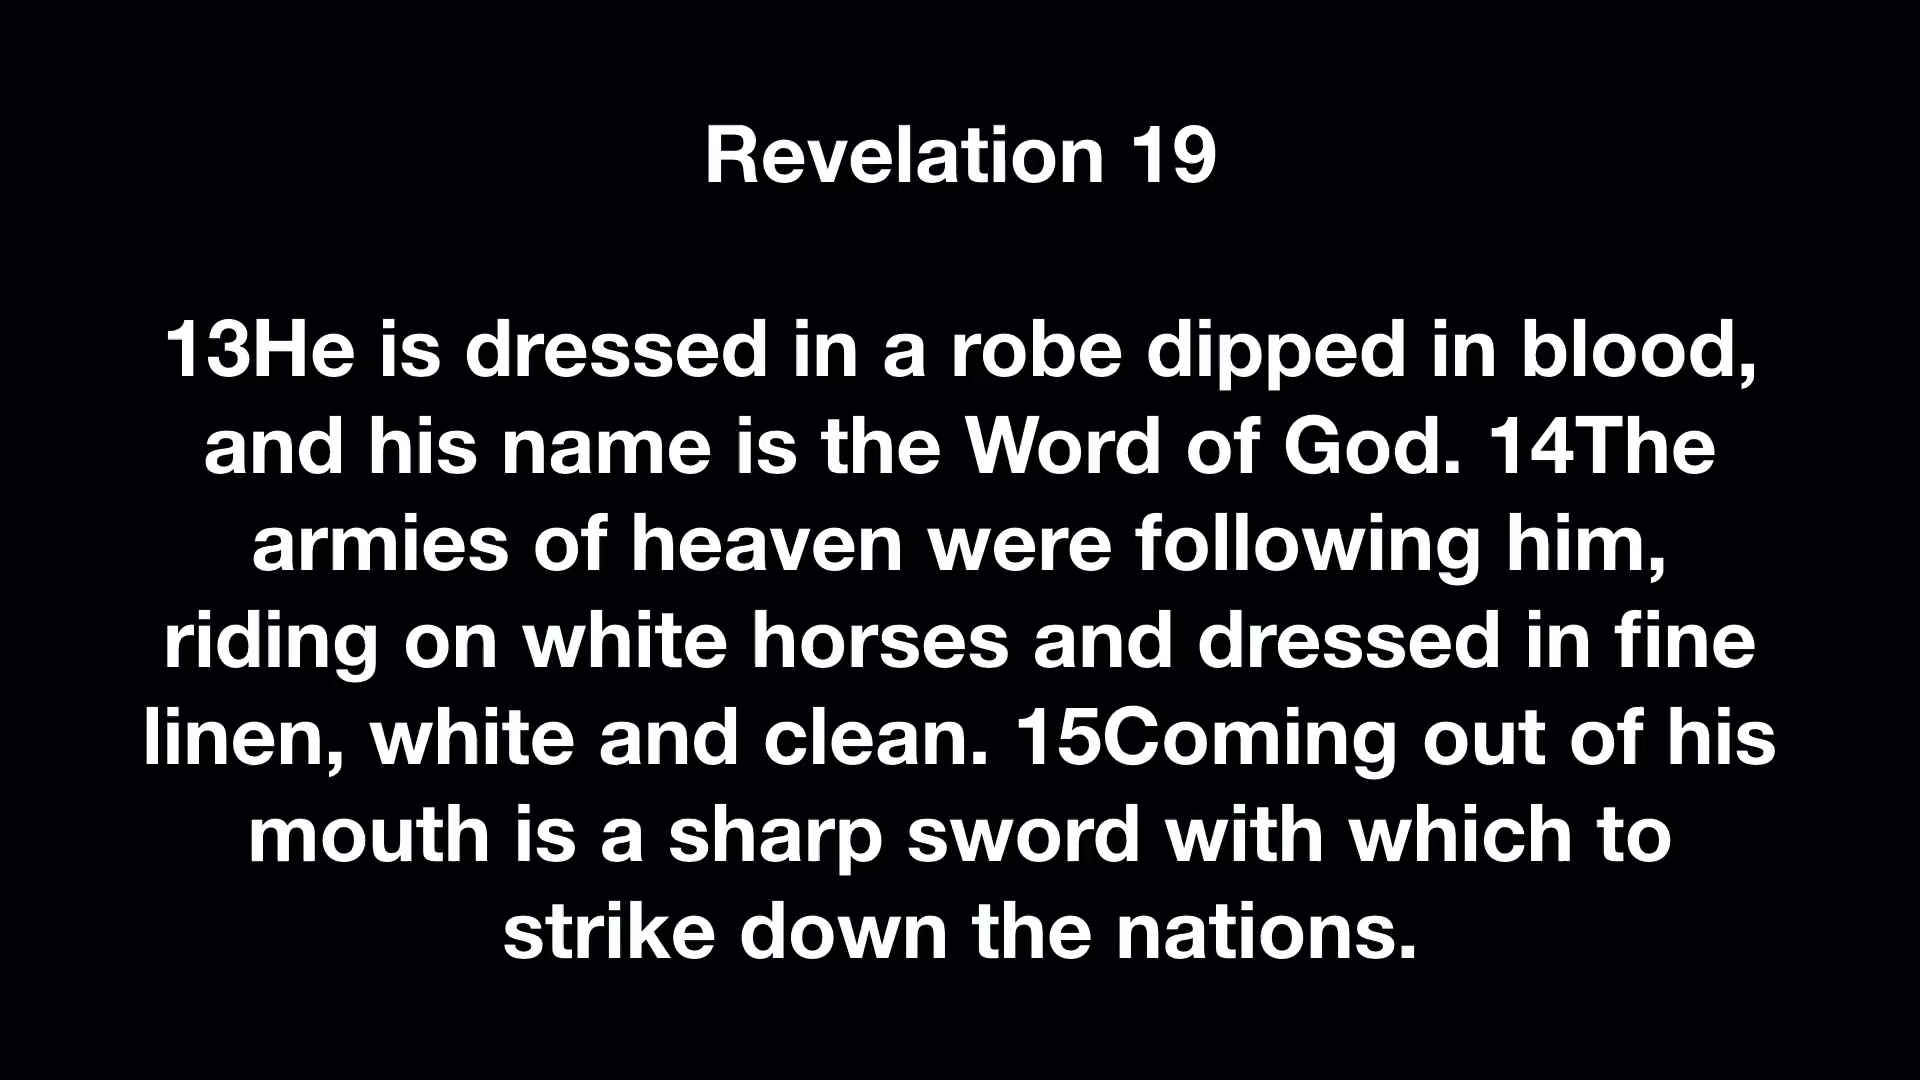 Revelation 19
13He is dressed in a robe dipped in blood,
and his name is the Word of God. 14The
armies of heaven were following him,
riding on white horses and dressed in fine
linen, white and clean. 15Coming out of his
mouth is a sharp sword with which to
strike down the nations.